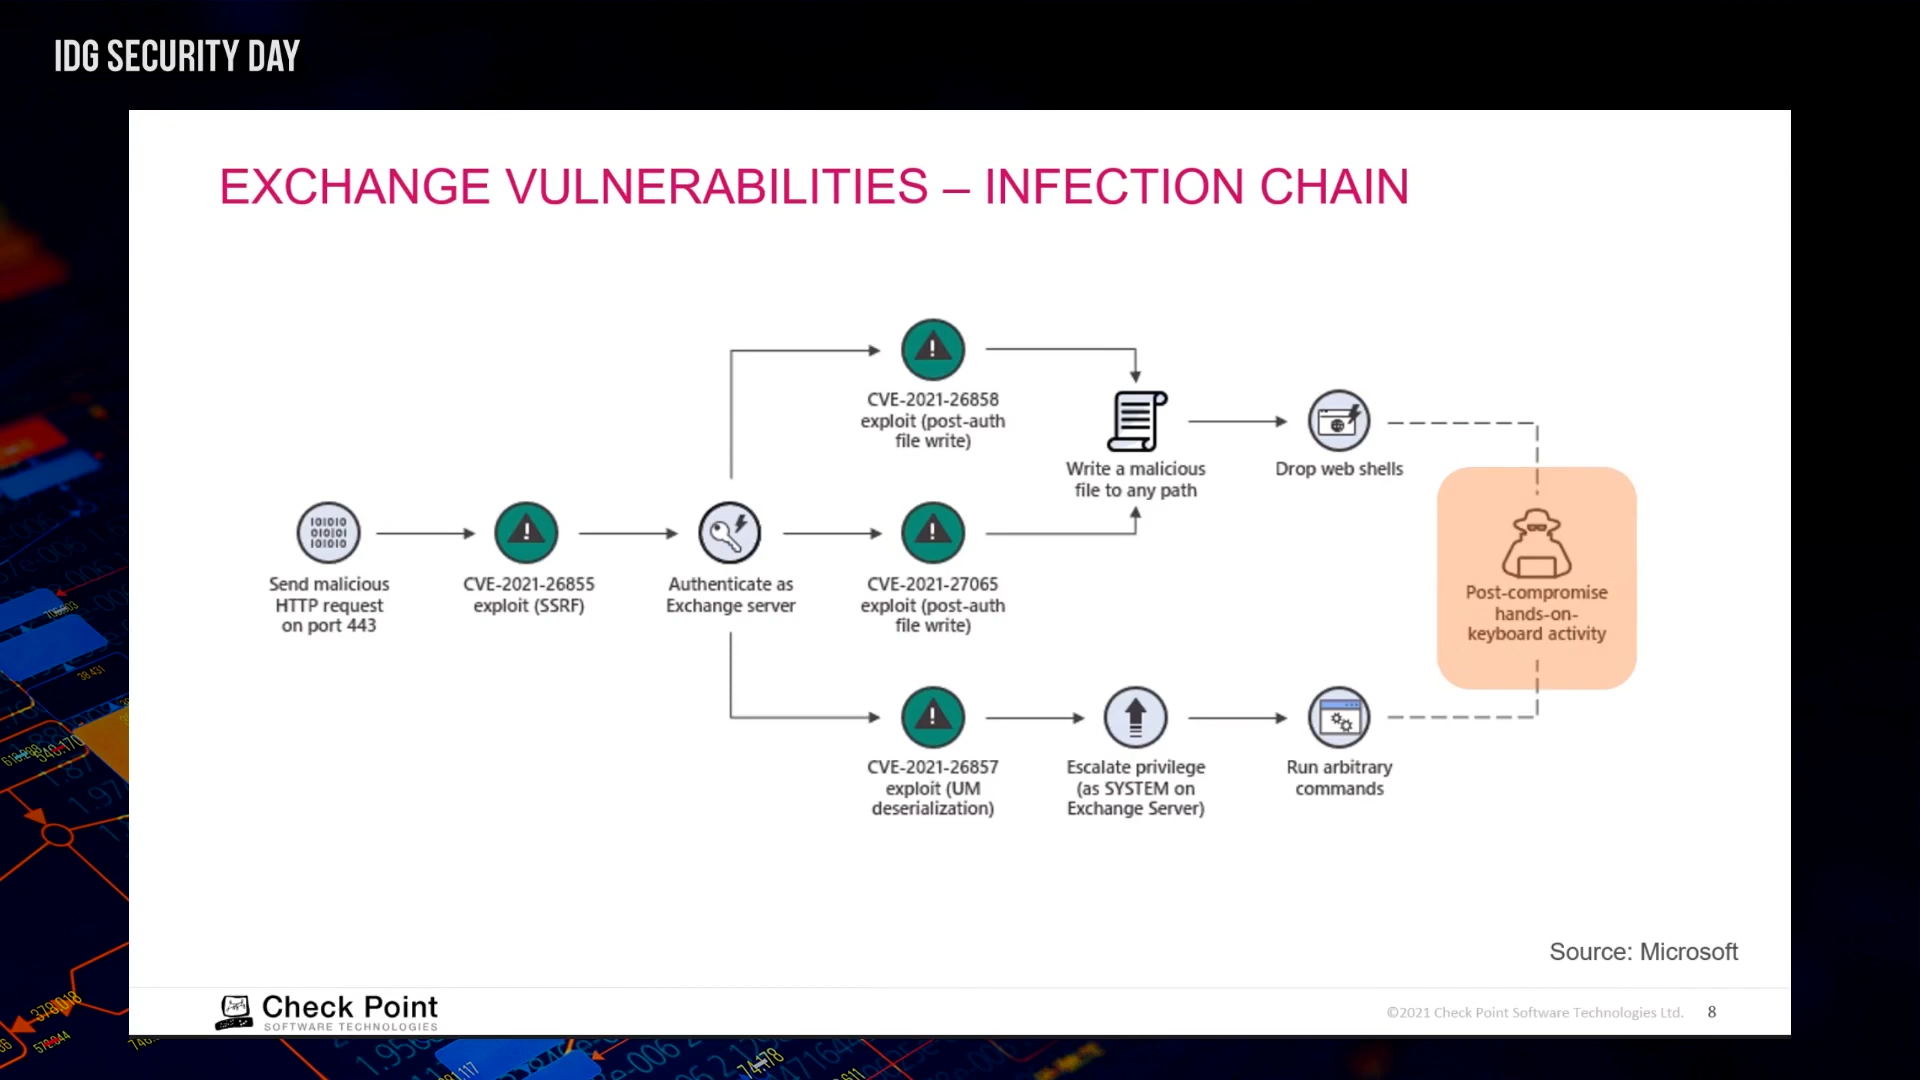 IDG SECURITY DAY
EXCHANGE VULNERABILITIES – INFECTION CHAIN
CVE-2021-26858
exploit (post-auth
file write)
Write a malicious
file to any path
Drop web shells
Send malicious
HTTP request
on port 443
CVE-2021-26855
exploit (SSRF)
Authenticate as
Exchange server
CVE-2021-27065
exploit (post-auth
file write)
Post-compromise
hands-on-
keyboard activity
CVE-2021-26857
exploit (UM
deserialization)
Escalate privilege
(as SYSTEM on
Exchange Server)
Run arbitrary
commands
Source: Microsoft
Check Point
SOFTWARE TECHNOLOGIES
©2021 Check Point Software Technologies Ltd.
8